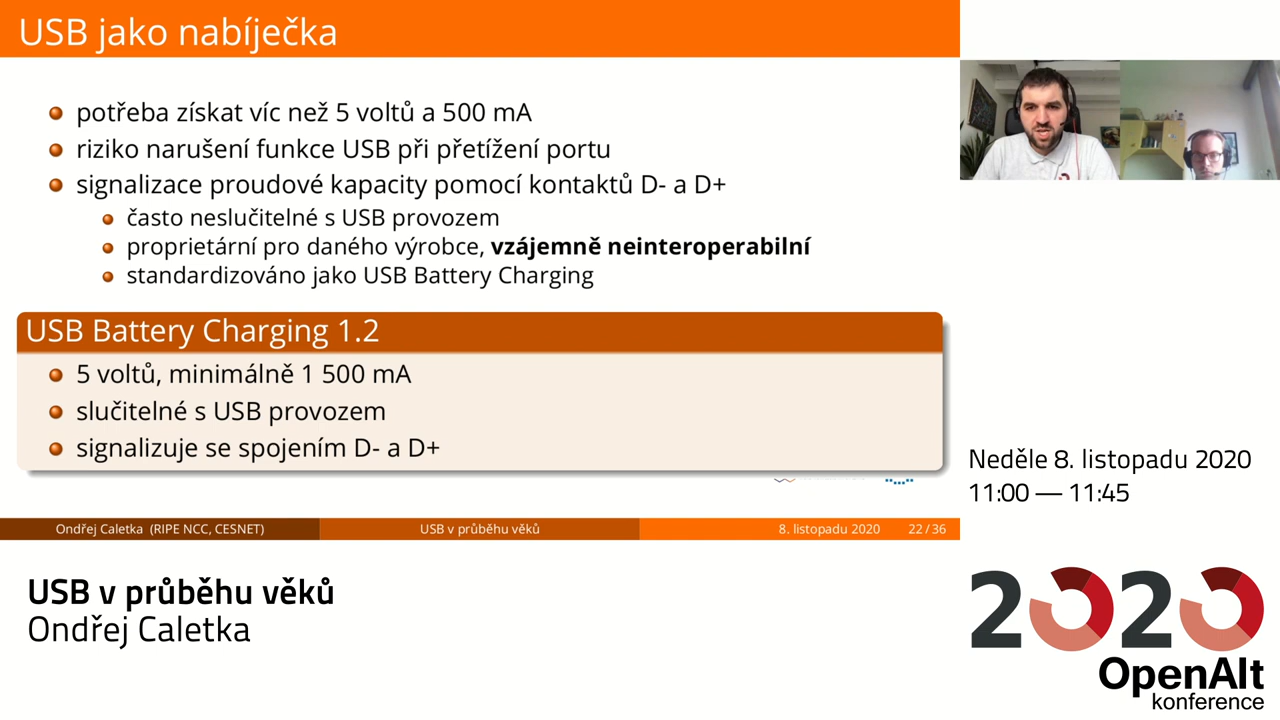 USB jako nabíječka
potřeba získat víc než 5 voltů a 500 mA
riziko narušení funkce USB při přetížení portu
signalizace proudové kapacity pomocí kontaktů D- a D+
často neslučitelné s USB provozem
proprietární pro daného výrobce, vzájemně neinteroperabilní
standardizováno jako USB Battery Charging
USB Battery Charging 1.2
5 voltů, minimálně 1 500 mA
slučitelné s USB provozem
signalizuje se spojením D- a D+
Ondřej Caletka (RIPE NCC, CESNET)
USB v průběhu věků
8. listopadu 2020
22 / 36
Neděle 8. listopadu 2020
11:00 — 11:45
USB v průběhu věků
Ondřej Caletka
2020
OpenAlt
konference